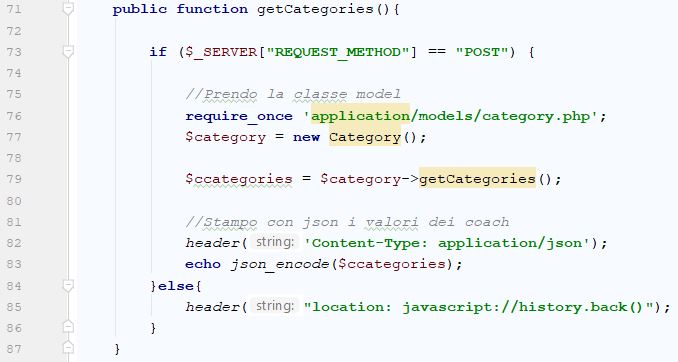 71 public function getCategories(){
72
73 if ($_SERVER["REQUEST_METHOD"] == "POST") {
74
75 //Prendo la classe model
76 require_once 'application/models/category.php';
77 $category = new Category();
78
79 $ccategories = $category->getCategories();
80
81 //Stampo con json i valori dei coach
82 header( string: 'Content-Type: application/json');
83 echo json_encode($ccategories);
84 }else{
85 header( string: "location: javascript://history.back()");
86 }
87 }